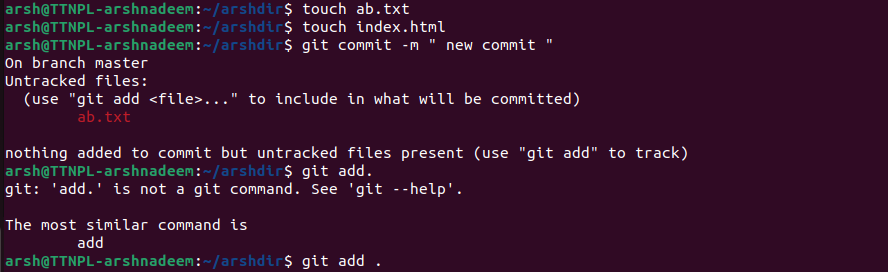 arsh@TTNPL-arshnadeem:~/arshdir$ touch ab.txt
arsh@TTNPL-arshnadeem:~/arshdir$ touch index.html
arsh@TTNPL-arshnadeem:~/arshdir$ git commit -m " new commit "
On branch master
Untracked files:
  (use "git add <file>..." to include in what will be committed)
        ab.txt

nothing added to commit but untracked files present (use "git add" to track)
arsh@TTNPL-arshnadeem:~/arshdir$ git add.
git: 'add.' is not a git command. See 'git --help'.

The most similar command is
        add
arsh@TTNPL-arshnadeem:~/arshdir$ git add .